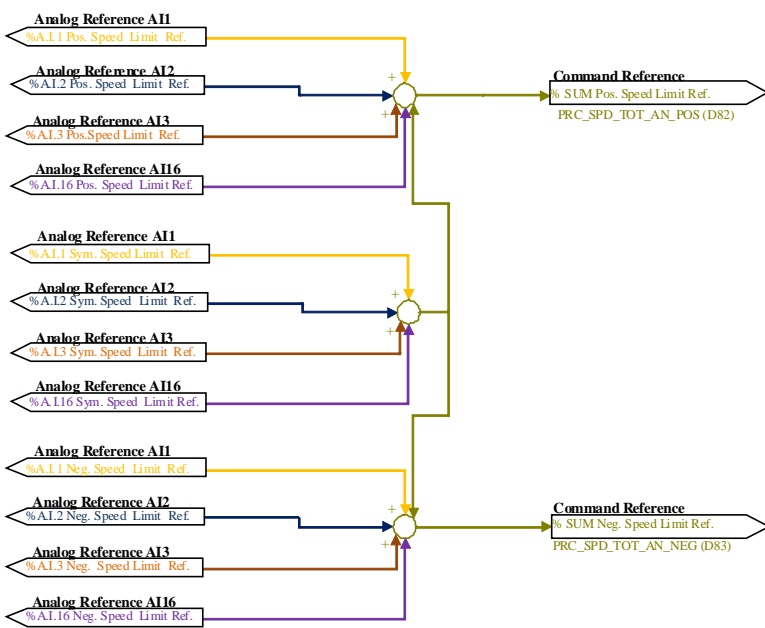 Analog Reference AI1
%A.I.1 Pos. Speed Limit Ref.
Analog Reference AI2
%A.I.2 Pos. Speed Limit Ref.
Analog Reference AI3
%A.I.3 Pos.Speed Limit Ref.
Analog Reference AI16
%A.I.16 Pos. Speed Limit Ref.
+
+
Command Reference
% SUM Pos. Speed Limit Ref.
PRC_SPD_TOT_AN_POS (D82)
Analog Reference AI1
%A.I.1 Sym. Speed Limit Ref.
Analog Reference AI2
%A.I.2 Sym. Speed Limit Ref.
Analog Reference AI3
%A.I.3 Sym. Speed Limit Ref.
Analog Reference AI16
%A.I.16 Sym. Speed Limit Ref.
+
+
Analog Reference AI1
%A.I.1 Neg. Speed Limit Ref.
Analog Reference AI2
%A.I.2 Neg. Speed Limit Ref.
Analog Reference AI3
%A.I.3 Neg. Speed Limit Ref.
Analog Reference AI16
%A.I.16 Neg. Speed Limit Ref.
+
+
Command Reference
% SUM Neg. Speed Limit Ref.
PRC_SPD_TOT_AN_NEG (D83)